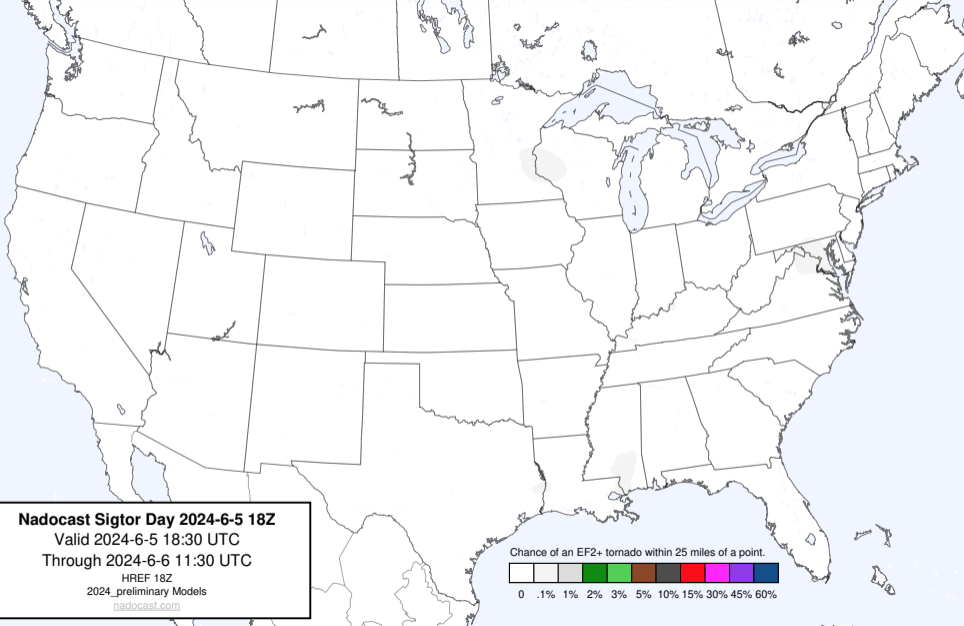 Nadocast Sigtor Day 2024-6-5 18Z
Valid 2024-6-5 18:30 UTC
Through 2024-6-6 11:30 UTC
HREF 18Z
2024_preliminary Models
nadocast.com
Chance of an EF2+ tornado within 25 miles of a point.
0 .1% 1% 2% 3% 5% 10% 15% 30% 45% 60%